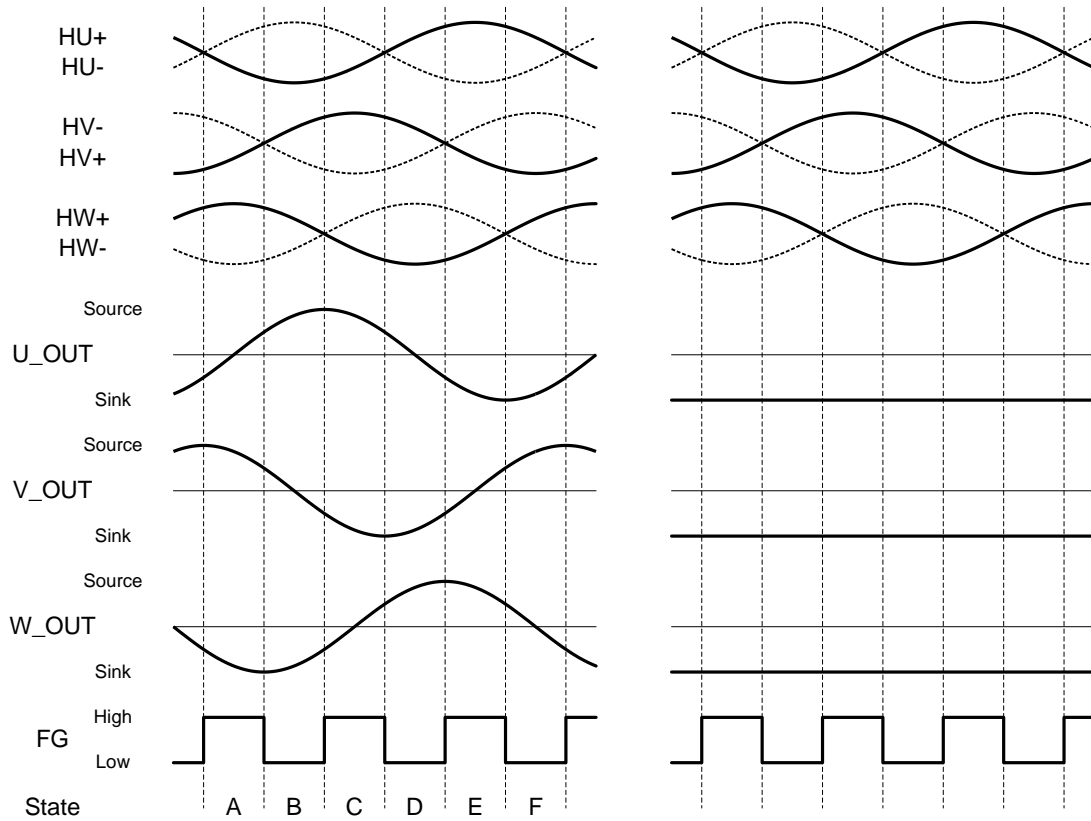 HU+
HU-
HV-
HV+
HW+
HW-
Source
U_OUT
Sink
Source
V_OUT
Sink
Source
W_OUT
Sink
High
FG
Low
State A B C D E F